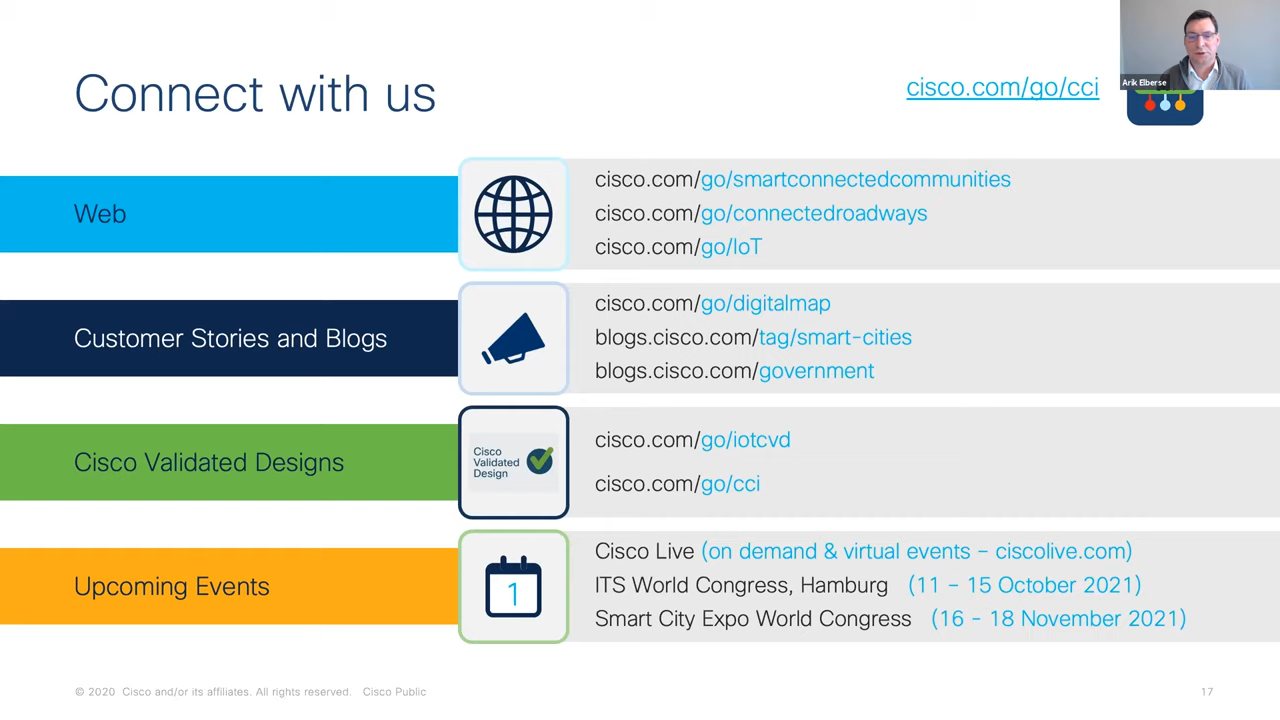 Connect with us
cisco.com/go/cci
Arik Elberse
Web
cisco.com/go/smartconnectedcommunities
cisco.com/go/connectedroadways
cisco.com/go/IoT
Customer Stories and Blogs
cisco.com/go/digitalmap
blogs.cisco.com/tag/smart-cities
blogs.cisco.com/government
Cisco Validated Designs
Cisco
Validated
Design
cisco.com/go/iotcvd
cisco.com/go/cci
Upcoming Events
1
Cisco Live (on demand & virtual events – ciscolive.com)
ITS World Congress, Hamburg (11 – 15 October 2021)
Smart City Expo World Congress (16 - 18 November 2021)
© 2020 Cisco and/or its affiliates. All rights reserved. Cisco Public
17